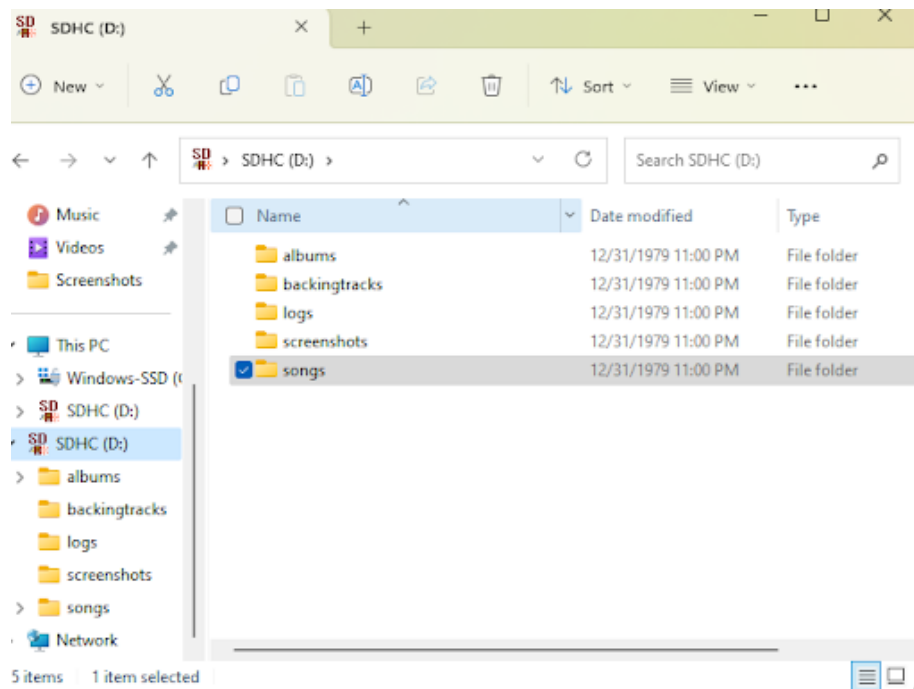 SD SDHC (D:)
New Sort View
SD SDHC (D:) Search SDHC (D:)
Music
Videos
Screenshots
This PC
Windows-SSD (
SD SDHC (D:)
SD SDHC (D:)
albums
backingtracks
logs
screenshots
songs
Network
Name Date modified Type
albums 12/31/1979 11:00 PM File folder
backingtracks 12/31/1979 11:00 PM File folder
logs 12/31/1979 11:00 PM File folder
screenshots 12/31/1979 11:00 PM File folder
songs 12/31/1979 11:00 PM File folder
5 items 1 item selected